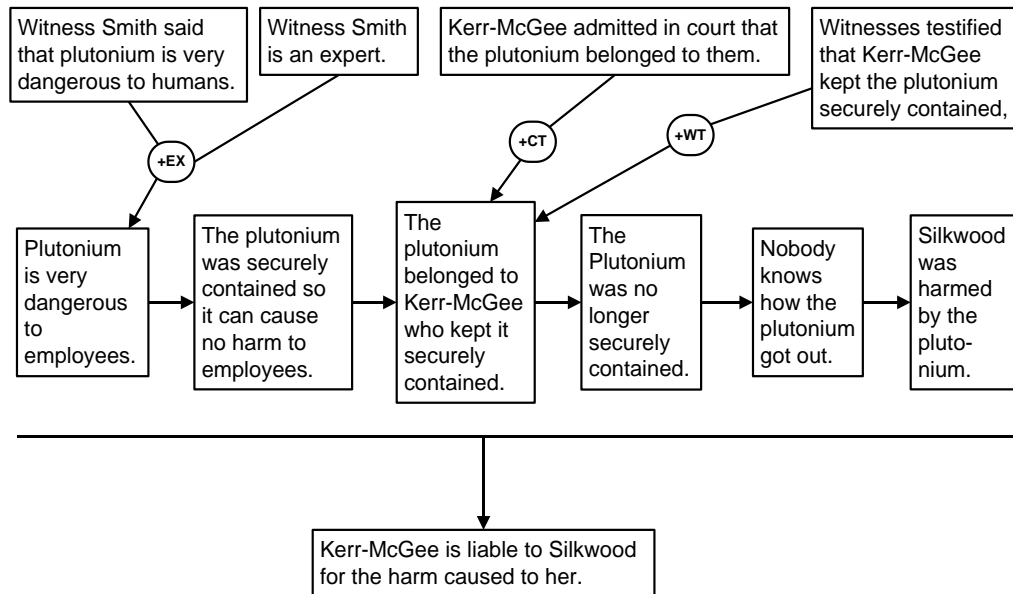 Witness Smith said
that plutonium is very
dangerous to humans.
Witness Smith
is an expert.
Kerr-McGee admitted in court that
the plutonium belonged to them.
Witnesses testified
that Kerr-McGee
kept the plutonium
securely contained,
+EX
+CT
+WT
Plutonium
is very
dangerous
to
employees.
The plutonium
was securely
contained so
it can cause
no harm to
employees.
The
plutonium
belonged to
Kerr-McGee
who kept it
securely
contained.
The
Plutonium
was no
longer
securely
contained.
Nobody
knows
how the
plutonium
got out.
Silkwood
was
harmed
by the
pluto-
nium.
Kerr-McGee is liable to Silkwood
for the harm caused to her.